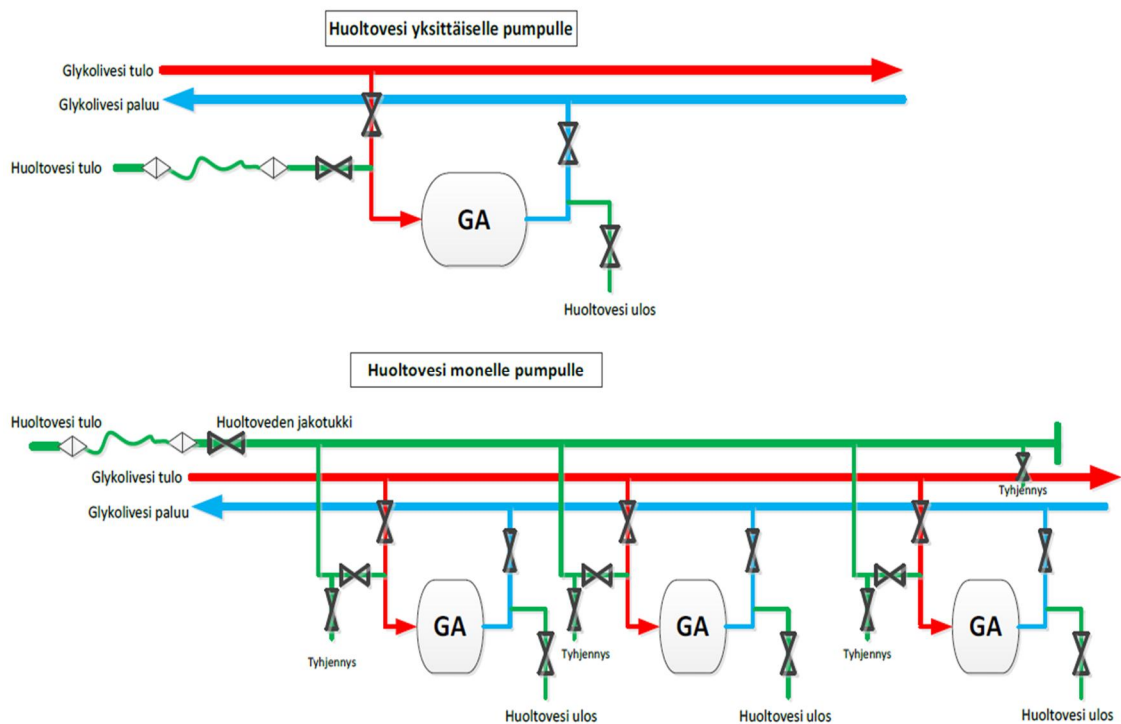 Huoltovesi yksittäiselle pumpulle
Glykolivesi tulo
Glykolivesi paluu
Huoltovesi tulo
GA
Huoltovesi ulos
Huoltovesi monelle pumpulle
Huoltovesi tulo
Huoltoveden jakotukki
Glykolivesi tulo
Tyhjennys
Glykolivesi paluu
GA
GA
GA
Tyhjennys
Tyhjennys
Tyhjennys
Huoltovesi ulos
Huoltovesi ulos
Huoltovesi ulos